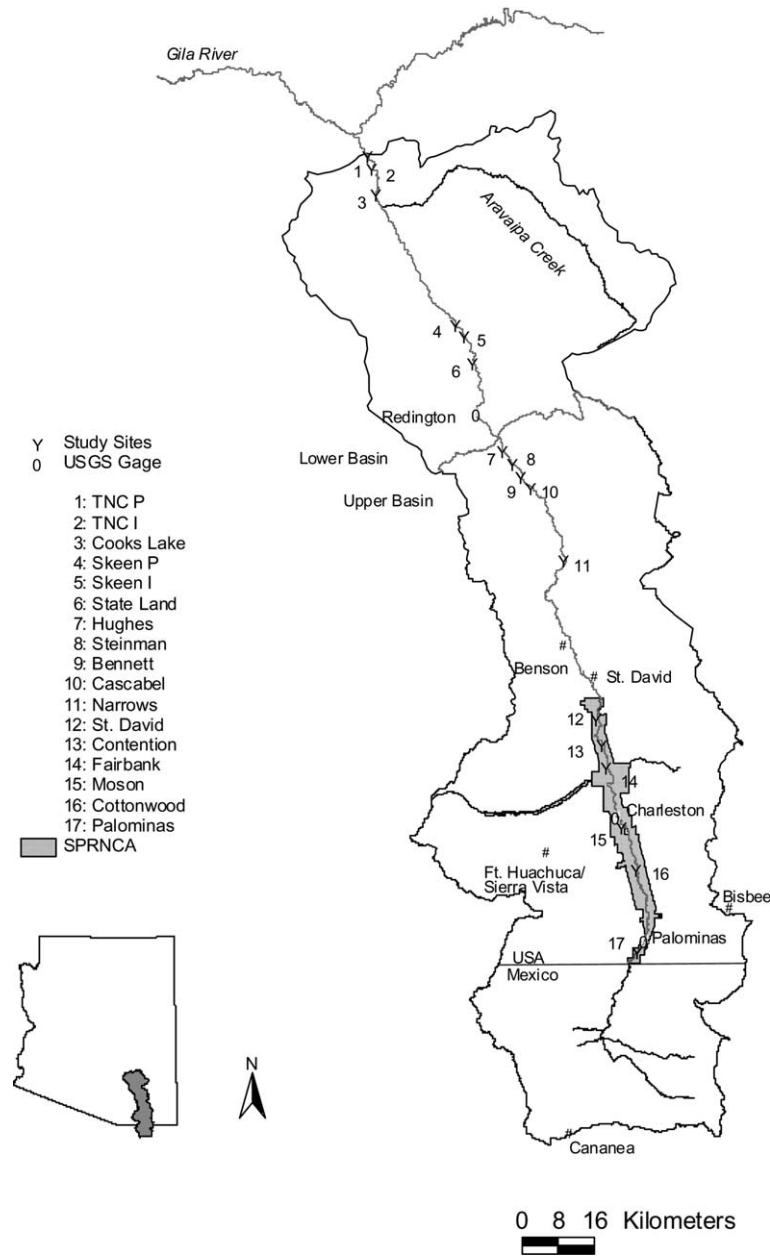 Gila River
1
2
3
Aravaipa Creek
4
5
6
0
Redington
Lower Basin
7
8
Upper Basin
9
10
11
Y Study Sites
0 USGS Gage
1: TNC P
2: TNC I
3: Cooks Lake
4: Skeen P
5: Skeen I
6: State Land
7: Hughes
8: Steinman
9: Bennett
10: Cascabel
11: Narrows
12: St. David
13: Contention
14: Fairbank
15: Moson
16: Cottonwood
17: Palominas
SPRNCA
#
Benson
# St. David
12
13
14
Charleston
0
15
#
Ft. Huachuca/
Sierra Vista
16
Bisbee
#
17
0
Palominas
USA
Mexico
N
#
Cananea
0 8 16 Kilometers